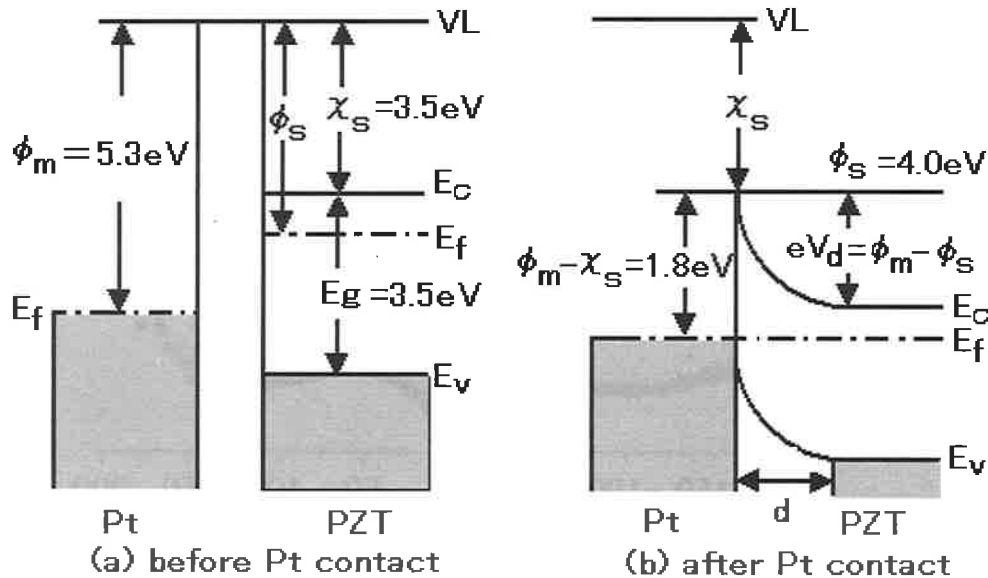 VL
ϕm = 5.3eV
ϕs
χs = 3.5eV
Ec
Ef
Eg = 3.5eV
Ef
Ev
Pt
PZT
(a) before Pt contact
VL
χs
ϕs = 4.0eV
ϕm − χs = 1.8eV
eVd = ϕm − ϕs
Ec
Ef
Ev
d
Pt
PZT
(b) after Pt contact